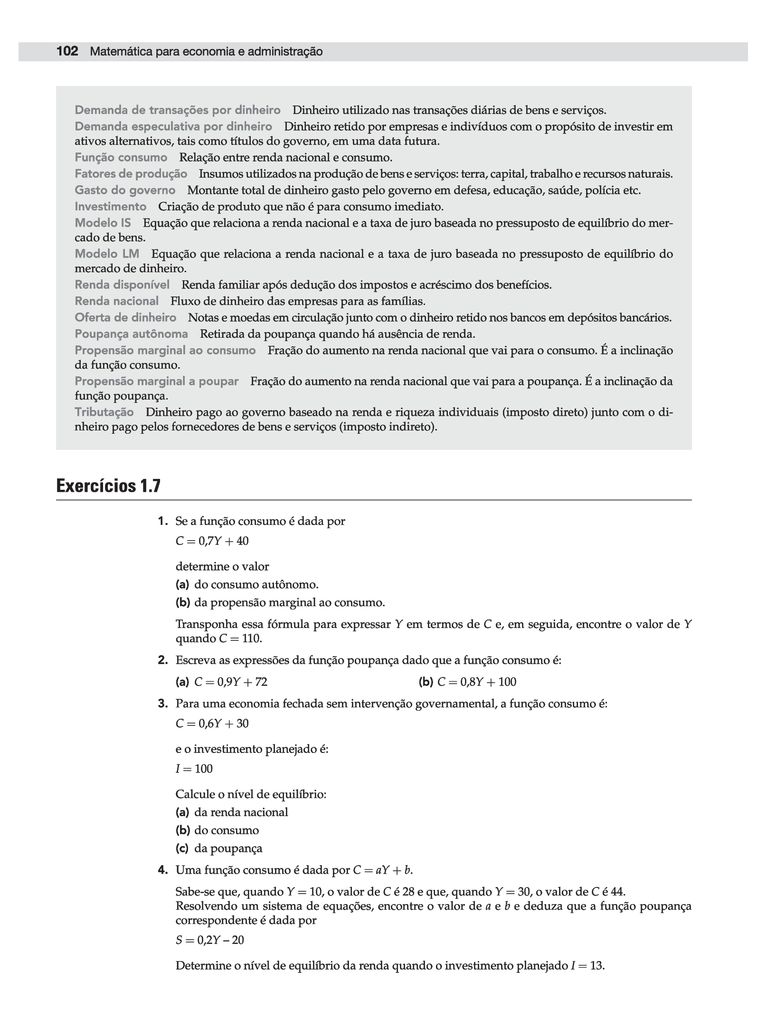 102 Matemática para economia e administração
Demanda de transações por dinheiro Dinheiro utilizado nas transações diárias de bens e serviços.
Demanda especulativa por dinheiro Dinheiro retido por empresas e indivíduos com o propósito de investir em
ativos alternativos, tais como títulos do governo, em uma data futura.
Função consumo Relação entre renda nacional e consumo.
Fatores de produção Insumos utilizados na produção de bens e serviços: terra, capital, trabalho e recursos naturais.
Gasto do governo Montante total de dinheiro gasto pelo governo em defesa, educação, saúde, polícia etc.
Investimento Criação de produto que não é para consumo imediato.
Modelo IS Equação que relaciona a renda nacional e a taxa de juro baseada no pressuposto de equilíbrio do mer-
cado de bens.
Modelo LM Equação que relaciona a renda nacional e a taxa de juro baseada no pressuposto de equilíbrio do
mercado de dinheiro.
Renda disponível Renda familiar após dedução dos impostos e acréscimo dos benefícios.
Renda nacional Fluxo de dinheiro das empresas para as famílias.
Oferta de dinheiro Notas e moedas em circulação junto com o dinheiro retido nos bancos em depósitos bancários.
Poupança autônoma Retirada da poupança quando há ausência de renda.
Propensão marginal ao consumo Fração do aumento na renda nacional que vai para o consumo. É a inclinação
da função consumo.
Propensão marginal a poupar Fração do aumento na renda nacional que vai para a poupança. É a inclinação da
função poupança.
Tributação Dinheiro pago ao governo baseado na renda e riqueza individuais (imposto direto) junto com o di-
nheiro pago pelos fornecedores de bens e serviços (imposto indireto).
Exercícios 1.7
1. Se a função consumo é dada por
C = 0,7Y + 40
determine o valor
(a) do consumo autônomo.
(b) da propensão marginal ao consumo.
Transponha essa fórmula para expressar Y em termos de C e, em seguida, encontre o valor de Y
quando C = 110.
2. Escreva as expressões da função poupança dado que a função consumo é:
(a) C = 0,9Y + 72 (b) C = 0,8Y + 100
3. Para uma economia fechada sem intervenção governamental, a função consumo é:
C = 0,6Y + 30
e o investimento planejado é:
I = 100
Calcule o nível de equilíbrio:
(a) da renda nacional
(b) do consumo
(c) da poupança
4. Uma função consumo é dada por C = aY + b.
Sabe-se que, quando Y = 10, o valor de C é 28 e que, quando Y = 30, o valor de C é 44.
Resolvendo um sistema de equações, encontre o valor de a e b e deduza que a função poupança
correspondente é dada por
S = 0,2Y – 20
Determine o nível de equilíbrio da renda quando o investimento planejado I = 13.